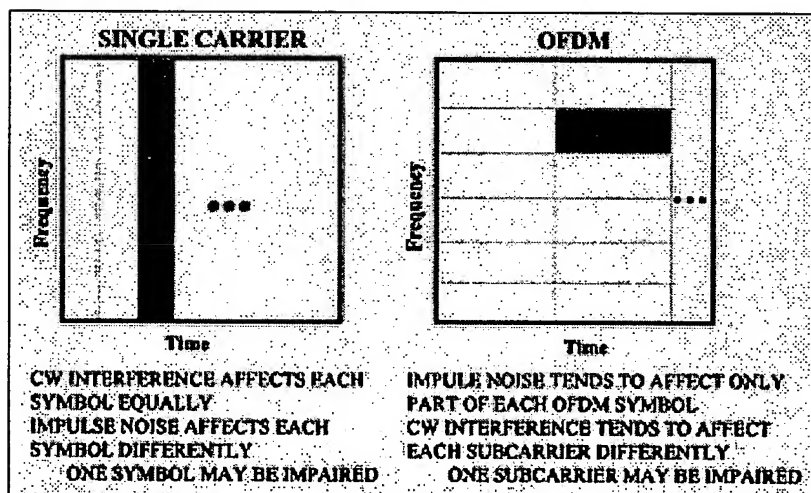 SINGLE CARRIER
Frequency
Time
CW INTERFERENCE AFFECTS EACH
SYMBOL EQUALLY
IMPULSE NOISE AFFECTS EACH
SYMBOL DIFFERENTLY
ONE SYMBOL MAY BE IMPAIRED
OFDM
Frequency
Time
IMPULE NOISE TENDS TO AFFECT ONLY
PART OF EACH OFDM SYMBOL
CW INTERFERENCE TENDS TO AFFECT
EACH SUBCARRIER DIFFERENTLY
ONE SUBCARRIER MAY BE IMPAIRED